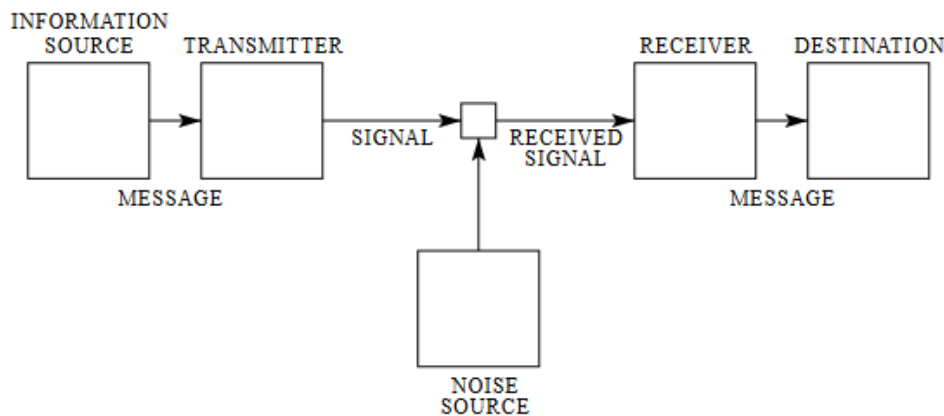 INFORMATION
SOURCE
TRANSMITTER
RECEIVER
DESTINATION
SIGNAL
RECEIVED
SIGNAL
MESSAGE
MESSAGE
NOISE
SOURCE